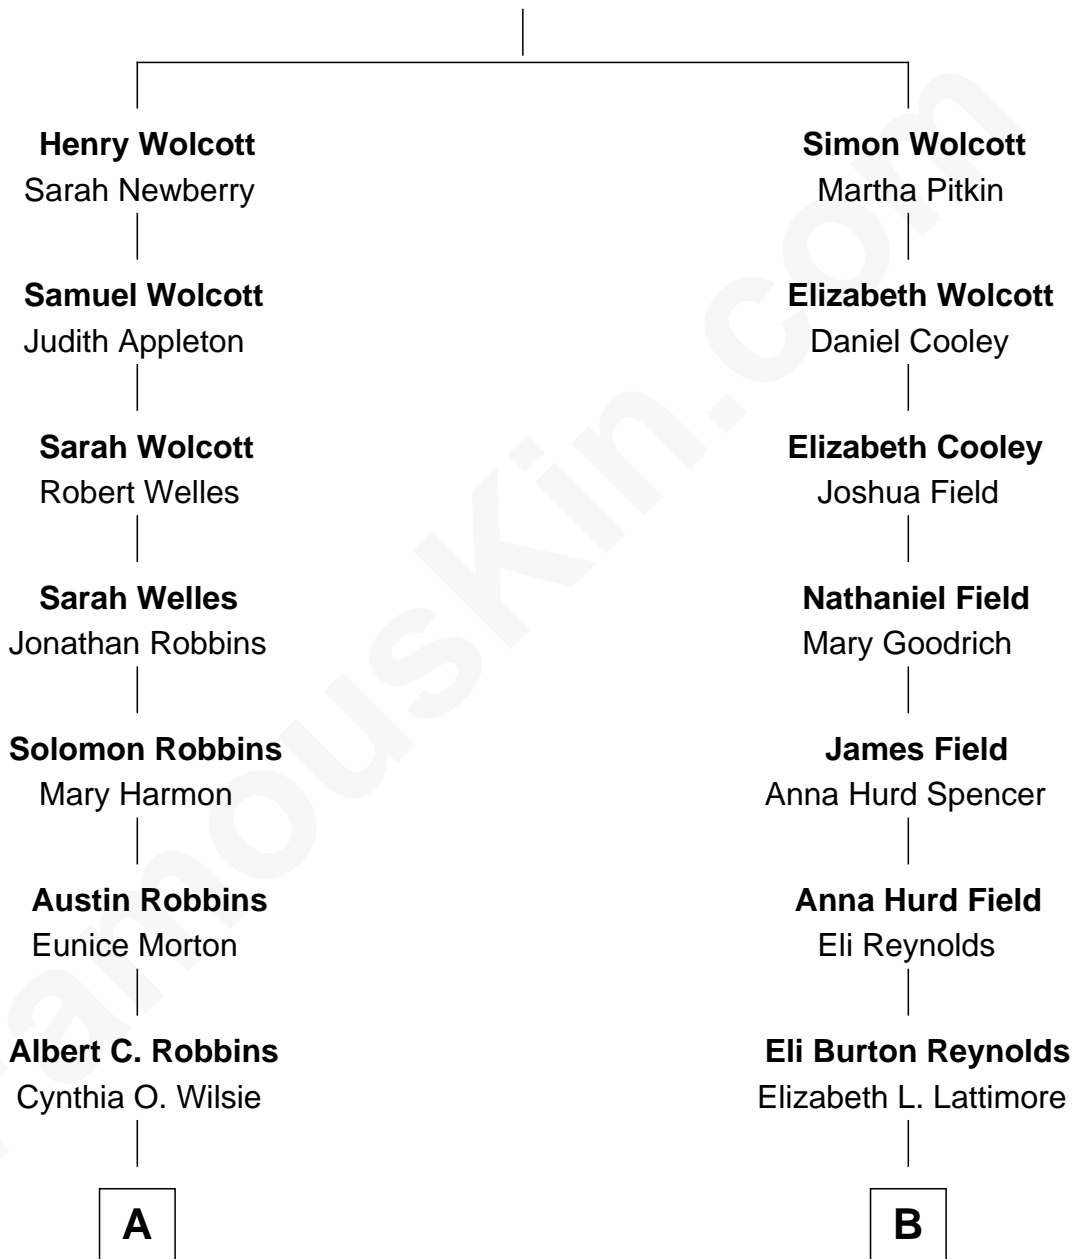 Henry Wolcott
Sarah Newberry
Samuel Wolcott
Judith Appleton
Sarah Wolcott
Robert Welles
Sarah Welles
Jonathan Robbins
Solomon Robbins
Mary Harmon
Austin Robbins
Eunice Morton
Albert C. Robbins
Cynthia O. Wilsie
A
Simon Wolcott
Martha Pitkin
Elizabeth Wolcott
Daniel Cooley
Elizabeth Cooley
Joshua Field
Nathaniel Field
Mary Goodrich
James Field
Anna Hurd Spencer
Anna Hurd Field
Eli Reynolds
Eli Burton Reynolds
Elizabeth L. Lattimore
B
FamousKin.com